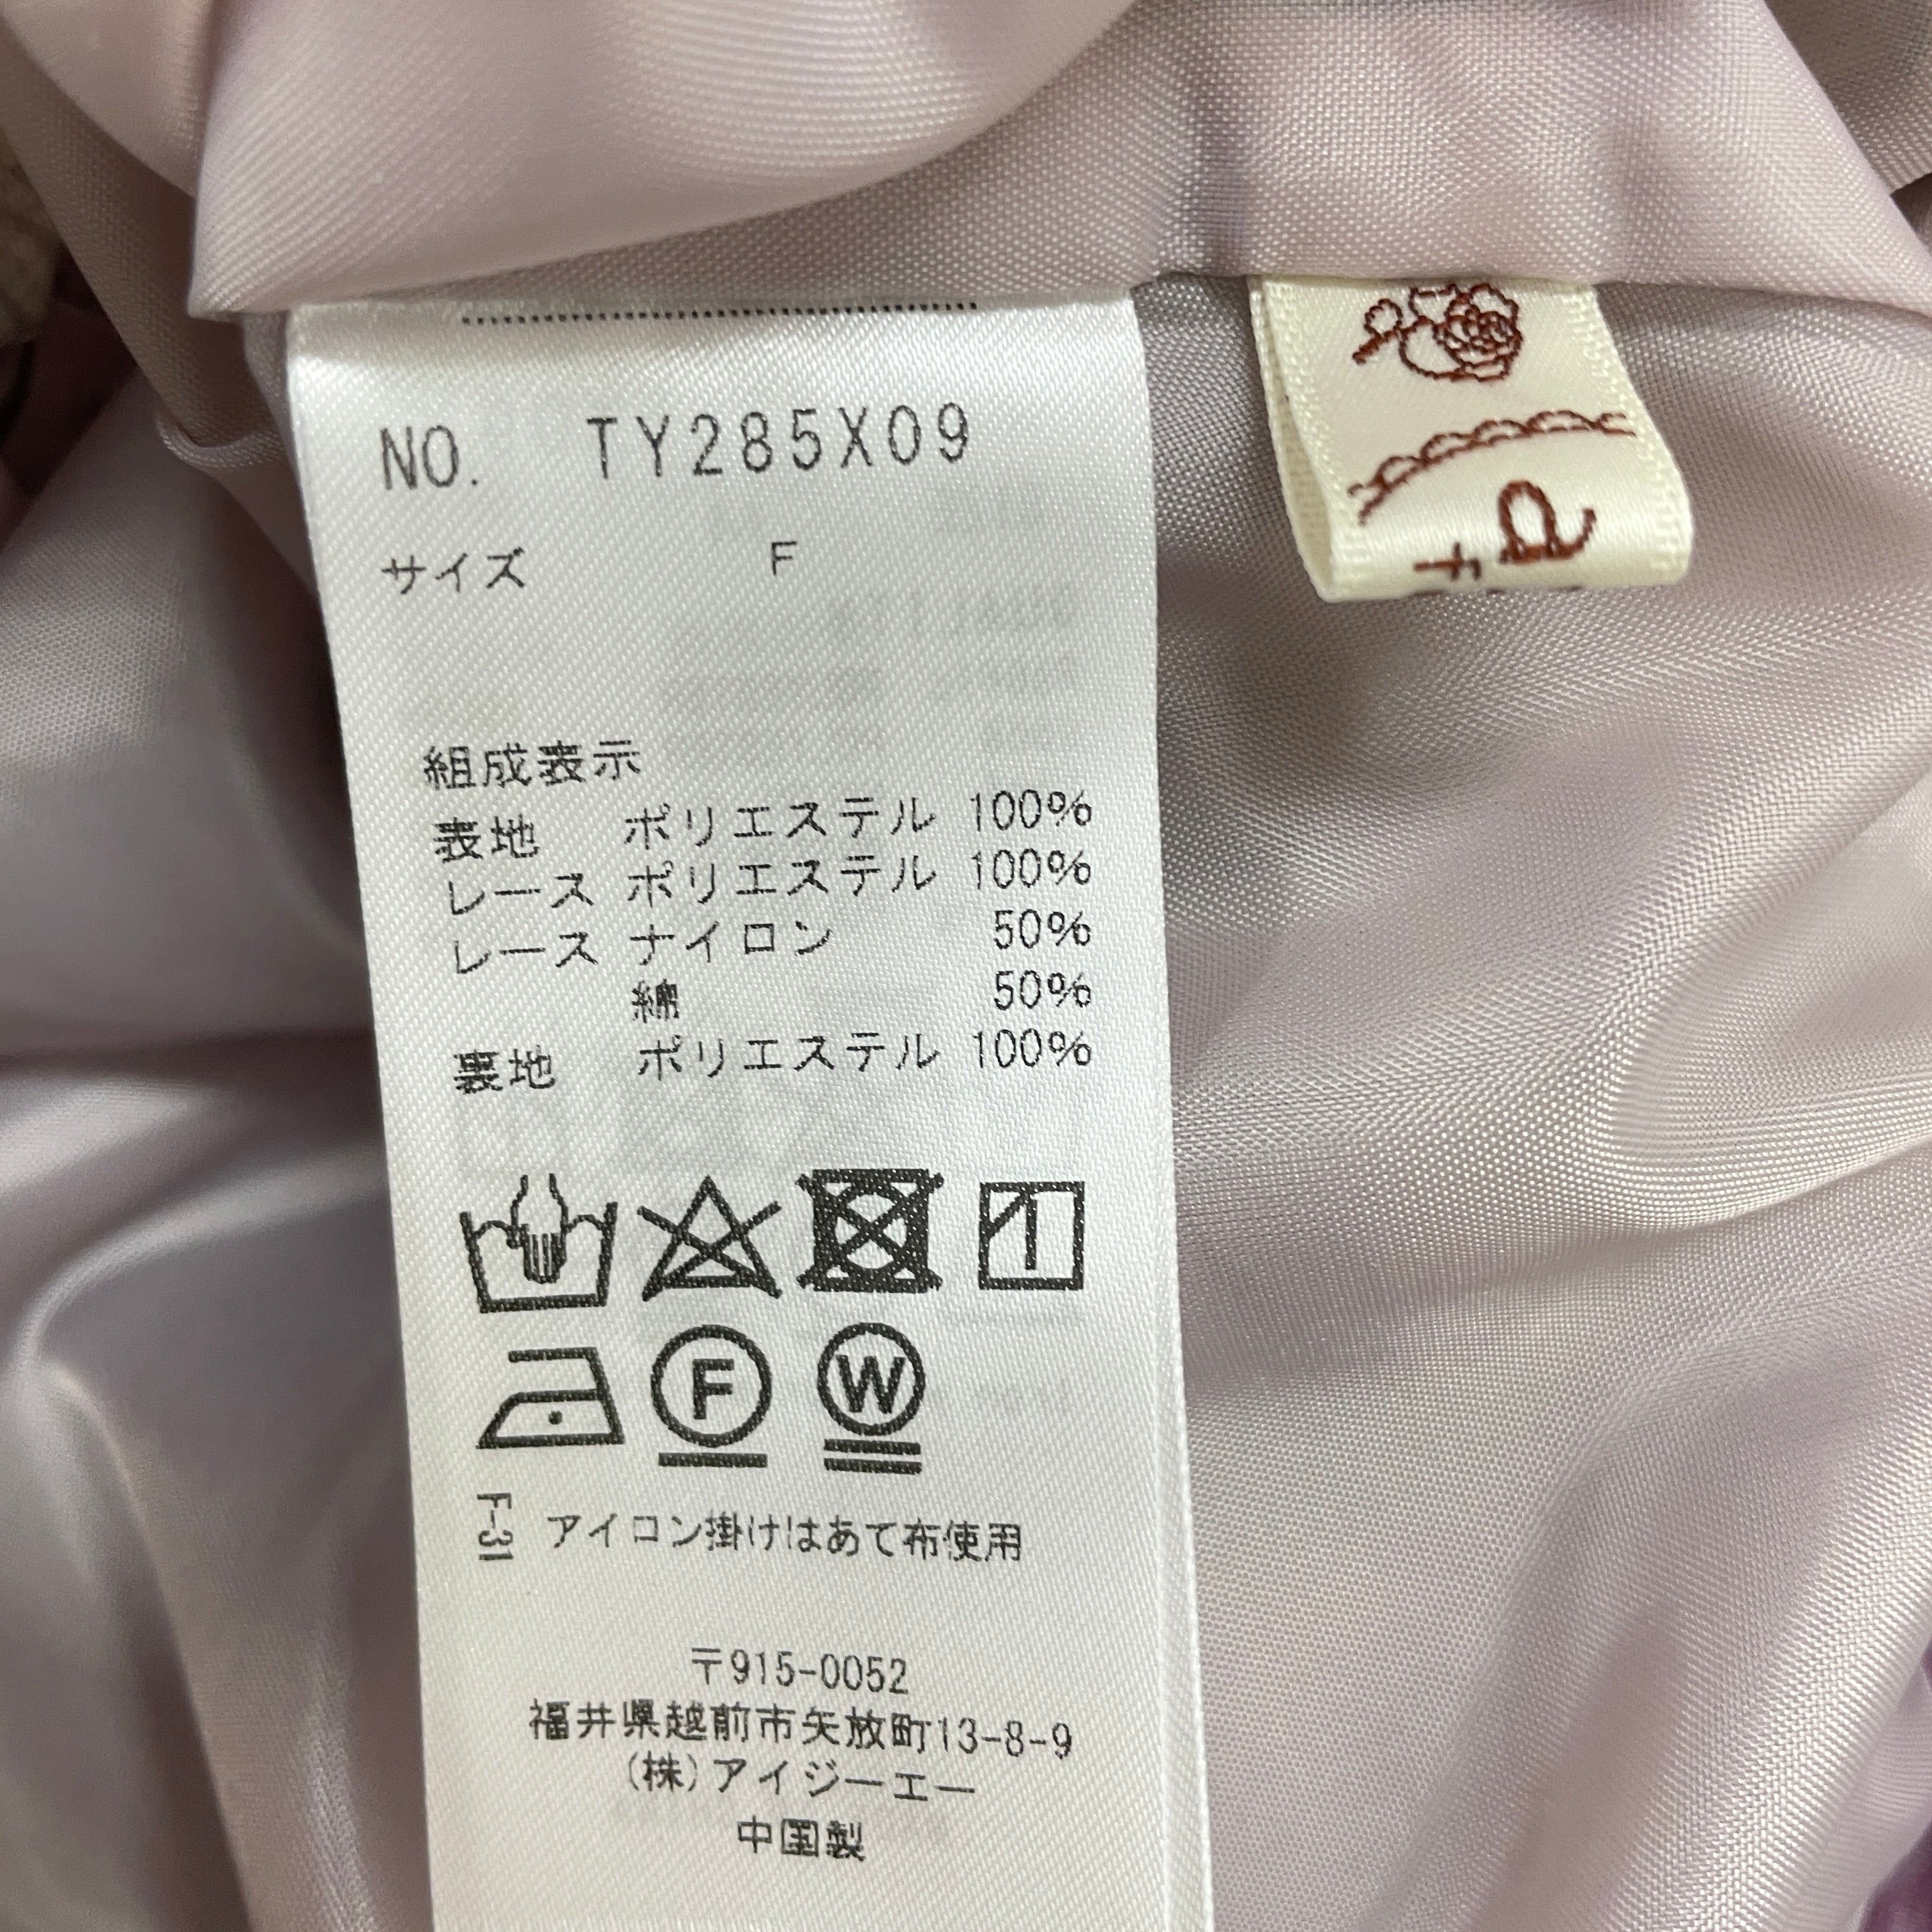 NO. TY285X09
サイズ F
組成表示
表地 ポリエステル 100%
レース ポリエステル 100%
レース ナイロン 50%
綿 50%
裏地 ポリエステル 100%
F
W
F-31 アイロン掛けはあて布使用
〒915-0052
福井県越前市矢放町13-8-9
(株)アイジーエー
中国製